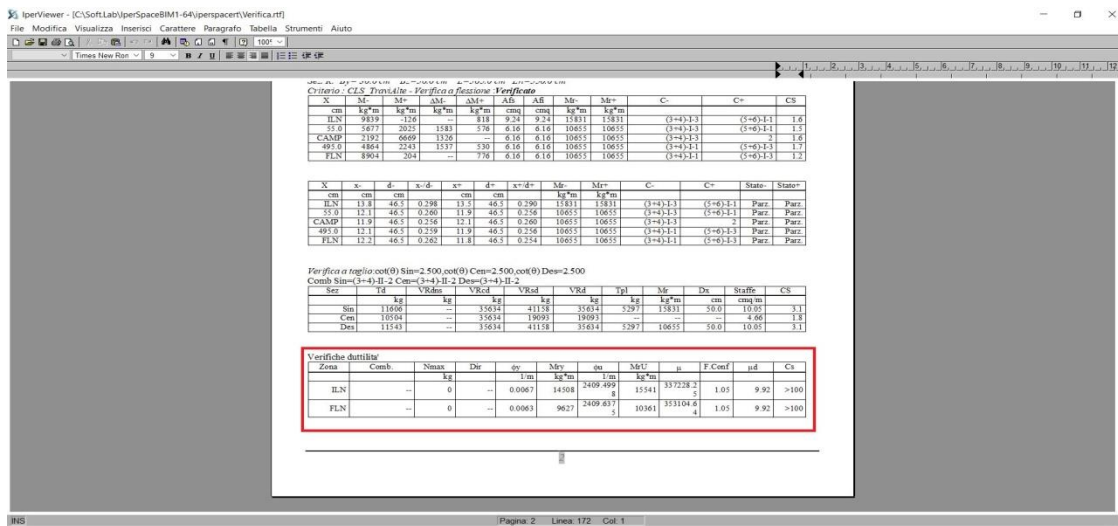 IperViewer - [C:\Soft.Lab\IperSpaceBIM1-64\iperspacert\Verifica.rtf]
File Modifica Visualizza Inserisci Carattere Paragrafo Tabella Strumenti Aiuto
100%
Times New Ron 9 B I U
1 2 3 4 5 6 7 8 9 10 11 12
Criterio : CLS_TraviAlte - Verifica a flessione :Verificato
X M- M+ ΔM- ΔM+ Afs Afi Mr- Mr+ C- C+ CS
cm kg*m kg*m kg*m kg*m cmq cmq kg*m kg*m
ILN 9839 -126 -- 818 9.24 9.24 15831 15831 (3+4)-I-3 (5+6)-I-1 1.6
55.0 5677 2025 1583 576 6.16 6.16 10655 10655 (3+4)-I-3 (5+6)-I-1 1.5
CAMP 2192 6669 1326 -- 6.16 6.16 10655 10655 (3+4)-I-3 2 1.6
495.0 4864 2243 1537 530 6.16 6.16 10655 10655 (3+4)-I-1 (5+6)-I-3 1.7
FLN 8904 204 -- 776 6.16 6.16 10655 10655 (3+4)-I-1 (5+6)-I-3 1.2
X x- d- x-/d- x+ d+ x+/d+ Mr- Mr+ C- C+ Stato- Stato+
cm cm cm cm cm kg*m kg*m
ILN 13.8 46.5 0.298 13.5 46.5 0.290 15831 15831 (3+4)-I-3 (5+6)-I-1 Parz. Parz.
55.0 12.1 46.5 0.260 11.9 46.5 0.256 10655 10655 (3+4)-I-3 (5+6)-I-1 Parz. Parz.
CAMP 11.9 46.5 0.256 12.1 46.5 0.260 10655 10655 (3+4)-I-3 2 Parz. Parz.
495.0 12.1 46.5 0.259 11.9 46.5 0.256 10655 10655 (3+4)-I-1 (5+6)-I-3 Parz. Parz.
FLN 12.2 46.5 0.262 11.8 46.5 0.254 10655 10655 (3+4)-I-1 (5+6)-I-3 Parz. Parz.
Verifica a taglio:cot(θ) Sin=2.500,cot(θ) Cen=2.500,cot(θ) Des=2.500
Comb Sin=(3+4)-II-2 Cen=(3+4)-II-2 Des=(3+4)-II-2
Sez Td VRdns VRcd VRsd VRd Tpl Mr Dx Staffe CS
kg kg kg kg kg kg kg*m cm cmq/m
Sin 11606 -- 35634 41158 35634 5297 15831 50.0 10.05 3.1
Cen 10504 -- 35634 19093 19093 -- -- -- 4.66 1.8
Des 11543 -- 35634 41158 35634 5297 10655 50.0 10.05 3.1
Verifiche duttilita'
Zona Comb. Nmax Dir ϕy Mry ϕu MrU μ F.Conf μd Cs
kg 1/m kg*m 1/m kg*m
ILN -- 0 -- 0.0067 14508 2409.499 15541 337228.2 1.05 9.92 >100
8 5
FLN -- 0 -- 0.0063 9627 2409.637 10361 353104.6 1.05 9.92 >100
5 4
2
INS Pagina: 2 Linea: 172 Col: 1